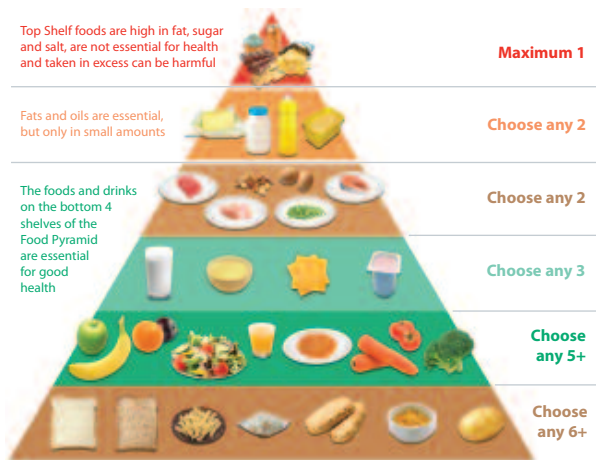 Top Shelf foods are high in fat, sugar
and salt, are not essential for health
and taken in excess can be harmful
Maximum 1
Fats and oils are essential,
but only in small amounts
Choose any 2
The foods and drinks
on the bottom 4
shelves of the
Food Pyramid
are essential
for good
health
Choose any 2
Choose any 3
Choose
any 5+
Choose
any 6+